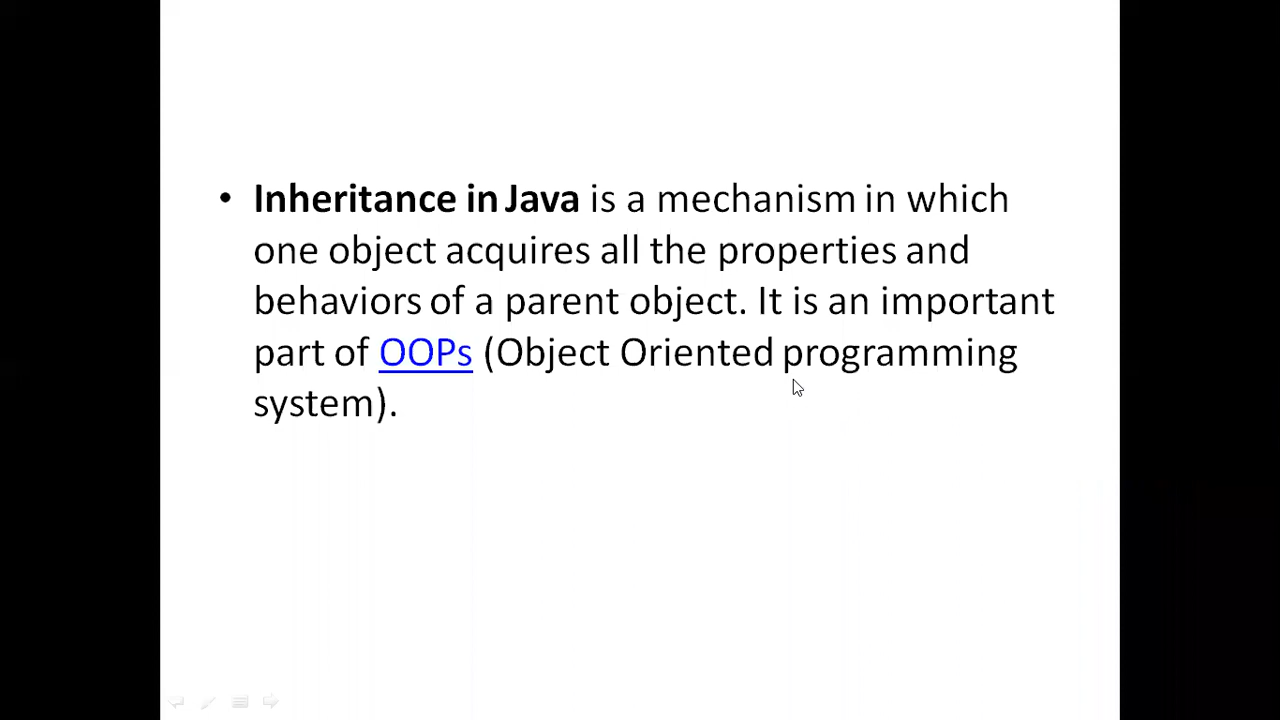 • Inheritance in Java is a mechanism in which
one object acquires all the properties and
behaviors of a parent object. It is an important
part of OOPs (Object Oriented programming
system).